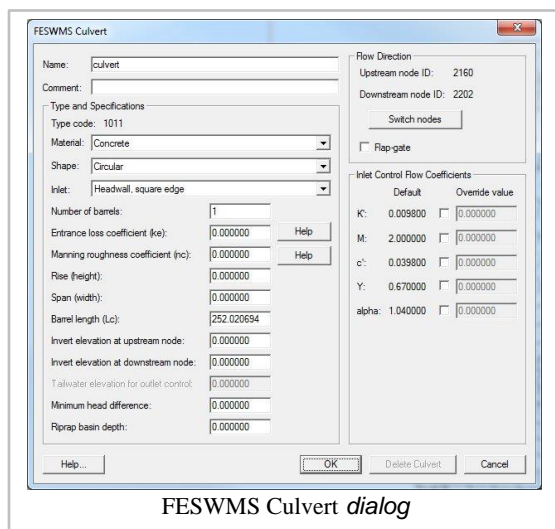 FESWMS Culvert
Name: culvert
Comment:
Type and Specifications
Type code: 1011
Material: Concrete
Shape: Circular
Inlet: Headwall, square edge
Number of barrels: 1
Entrance loss coefficient (ke): 0.000000 Help
Manning roughness coefficient (nc): 0.000000 Help
Rise (height): 0.000000
Span (width): 0.000000
Barrel length (Lc): 252.020694
Invert elevation at upstream node: 0.000000
Invert elevation at downstream node: 0.000000
Tailwater elevation for outlet control: 0.000000
Minimum head difference: 0.000000
Riprap basin depth: 0.000000
Flow Direction
Upstream node ID: 2160
Downstream node ID: 2202
Switch nodes
Flap-gate
Inlet Control Flow Coefficients
Default Override value
K': 0.009800 0.000000
M: 2.000000 0.000000
c': 0.039800 0.000000
Y: 0.670000 0.000000
alpha: 1.040000 0.000000
Help... OK Delete Culvert Cancel
FESWMS Culvert dialog